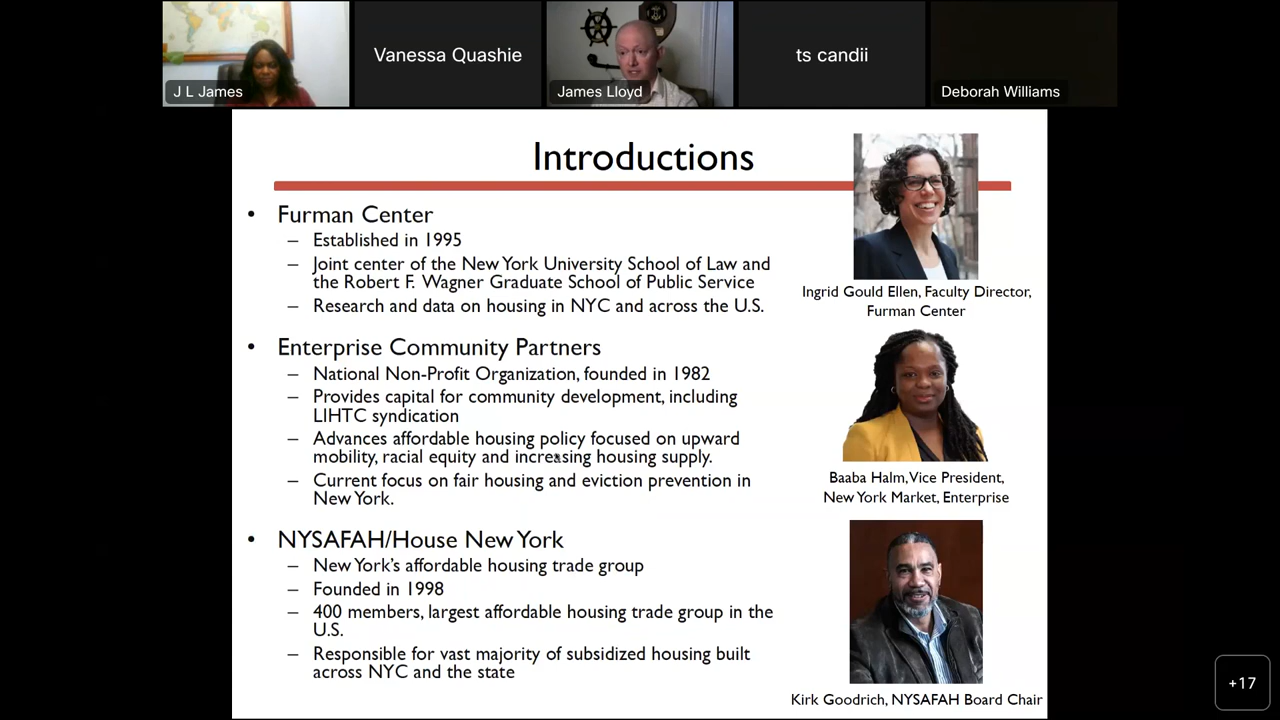 J L James
Vanessa Quashie
James Lloyd
ts candii
Deborah Williams
Introductions
• Furman Center
– Established in 1995
– Joint center of the New York University School of Law and
the Robert F. Wagner Graduate School of Public Service
– Research and data on housing in NYC and across the U.S.
Ingrid Gould Ellen, Faculty Director,
Furman Center
• Enterprise Community Partners
– National Non-Profit Organization, founded in 1982
– Provides capital for community development, including
LIHTC syndication
– Advances affordable housing policy focused on upward
mobility, racial equity and increasing housing supply.
– Current focus on fair housing and eviction prevention in
New York.
Baaba Halm, Vice President,
New York Market, Enterprise
• NYSAFAH/House New York
– New York's affordable housing trade group
– Founded in 1998
– 400 members, largest affordable housing trade group in the
U.S.
– Responsible for vast majority of subsidized housing built
across NYC and the state
Kirk Goodrich, NYSAFAH Board Chair
+17